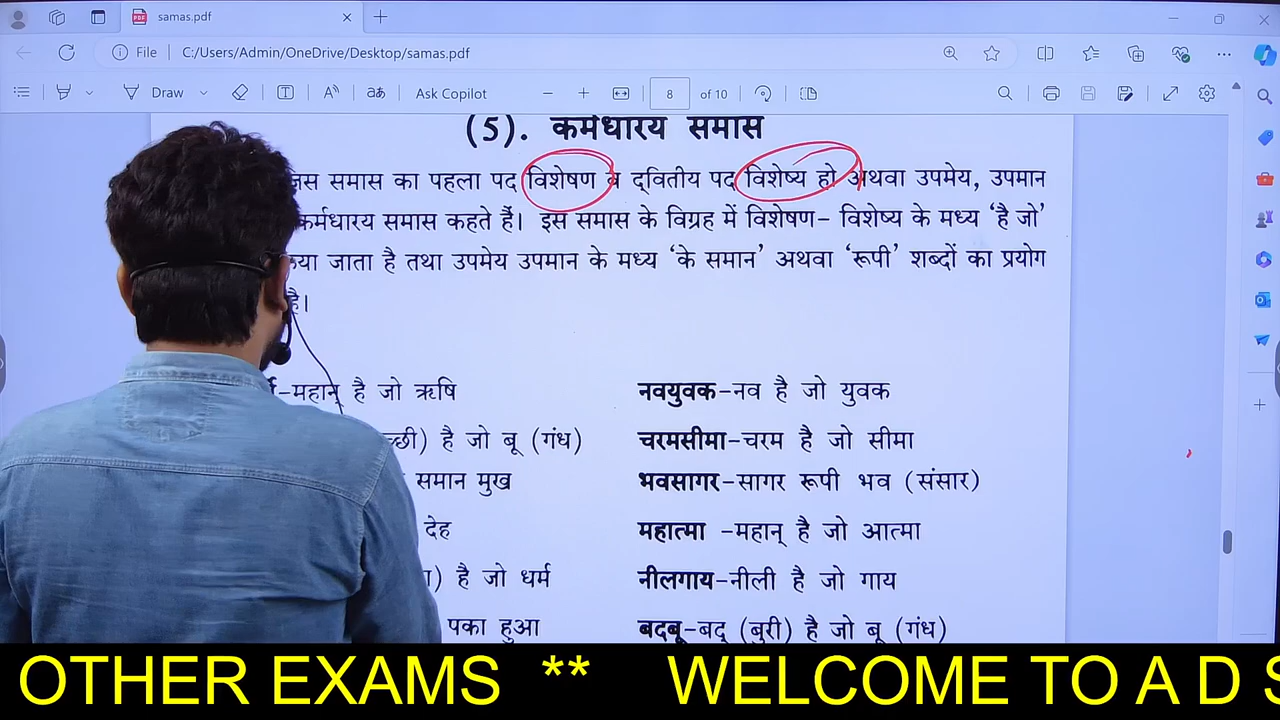 samas.pdf
File C:/Users/Admin/OneDrive/Desktop/samas.pdf
Draw Ask Copilot 8 of 10
(5). कर्मधारय समास
समास का पहला पद विशेषण व द्वितीय पद विशेष्य हो अथवा उपमेय, उपमान
कर्मधारय समास कहते हैं। इस समास के विग्रह में विशेषण- विशेष्य के मध्य ‘है जो’
जाता है तथा उपमेय उपमान के मध्य ‘के समान’ अथवा ‘रूपी’ शब्दों का प्रयोग
है।
-महान् है जो ऋषि नवयुवक-नव है जो युवक
है जो बू (गंध) चरमसीमा-चरम है जो सीमा
समान मुख भवसागर-सागर रूपी भव (संसार)
देह महात्मा -महान् है जो आत्मा
है जो धर्म नीलगाय-नीली है जो गाय
पका हुआ बदबू-बद् (बुरी) है जो बू (गंध)
OTHER EXAMS ** WELCOME TO A D